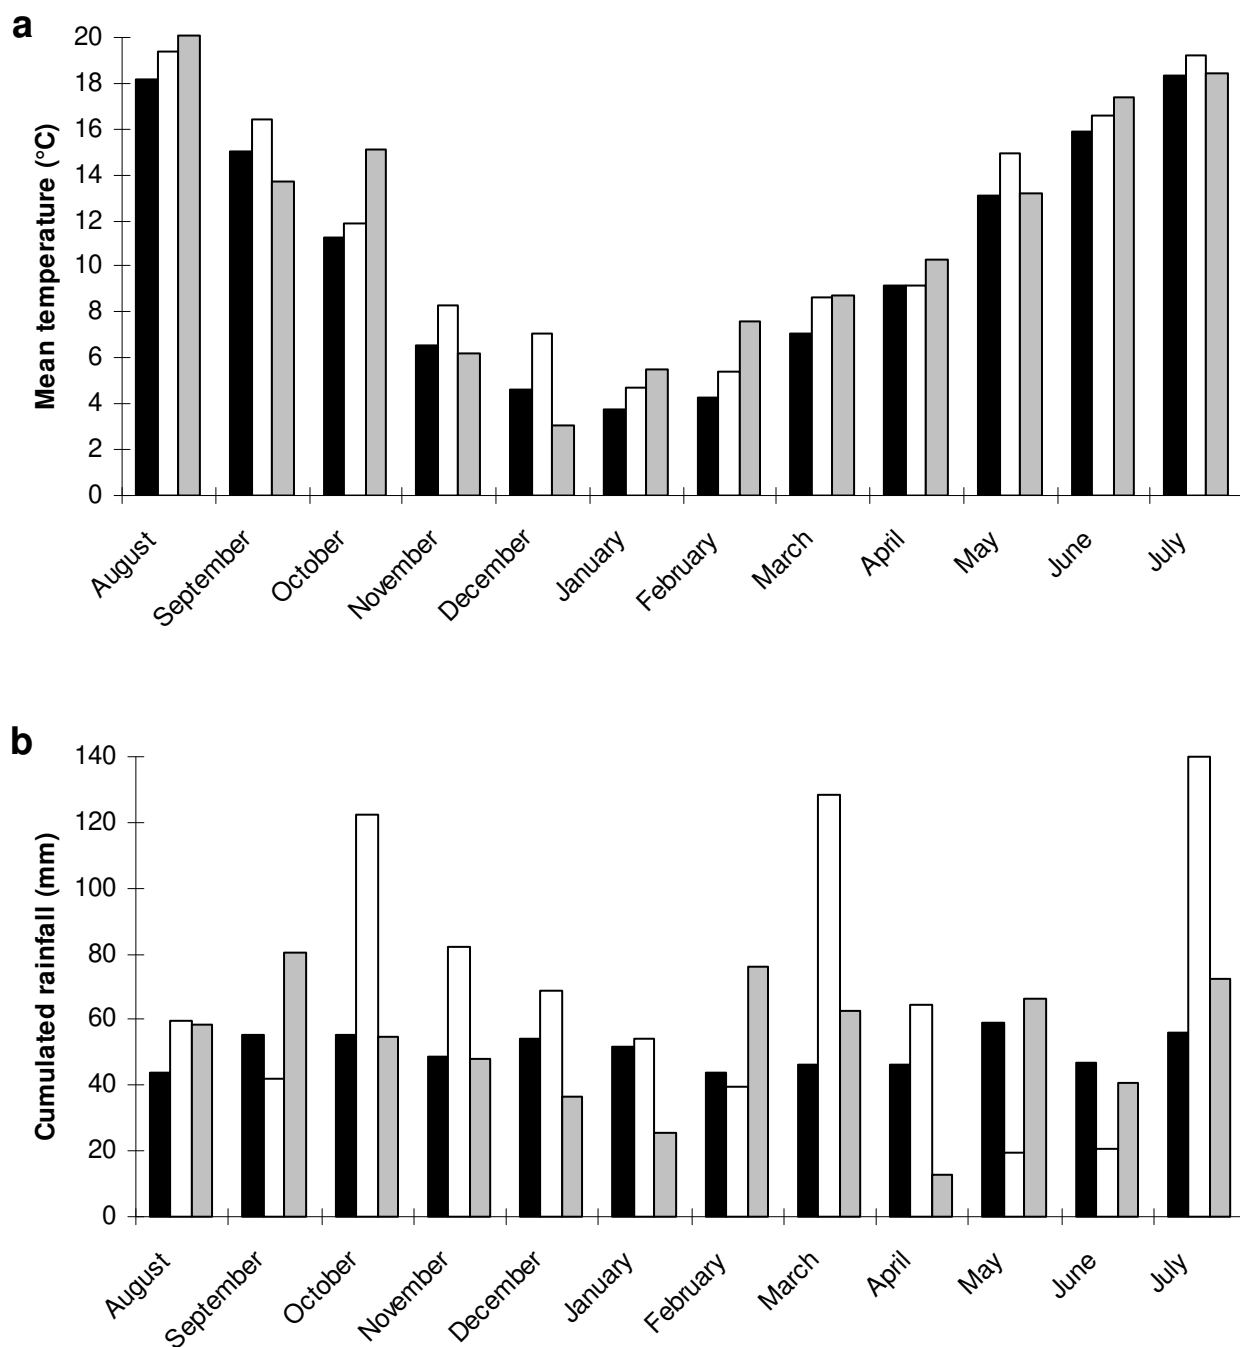 a
Mean temperature (°C)
20
18
16
14
12
10
8
6
4
2
0
August
September
October
November
December
January
February
March
April
May
June
July
b
Cumulated rainfall (mm)
140
120
100
80
60
40
20
0
August
September
October
November
December
January
February
March
April
May
June
July